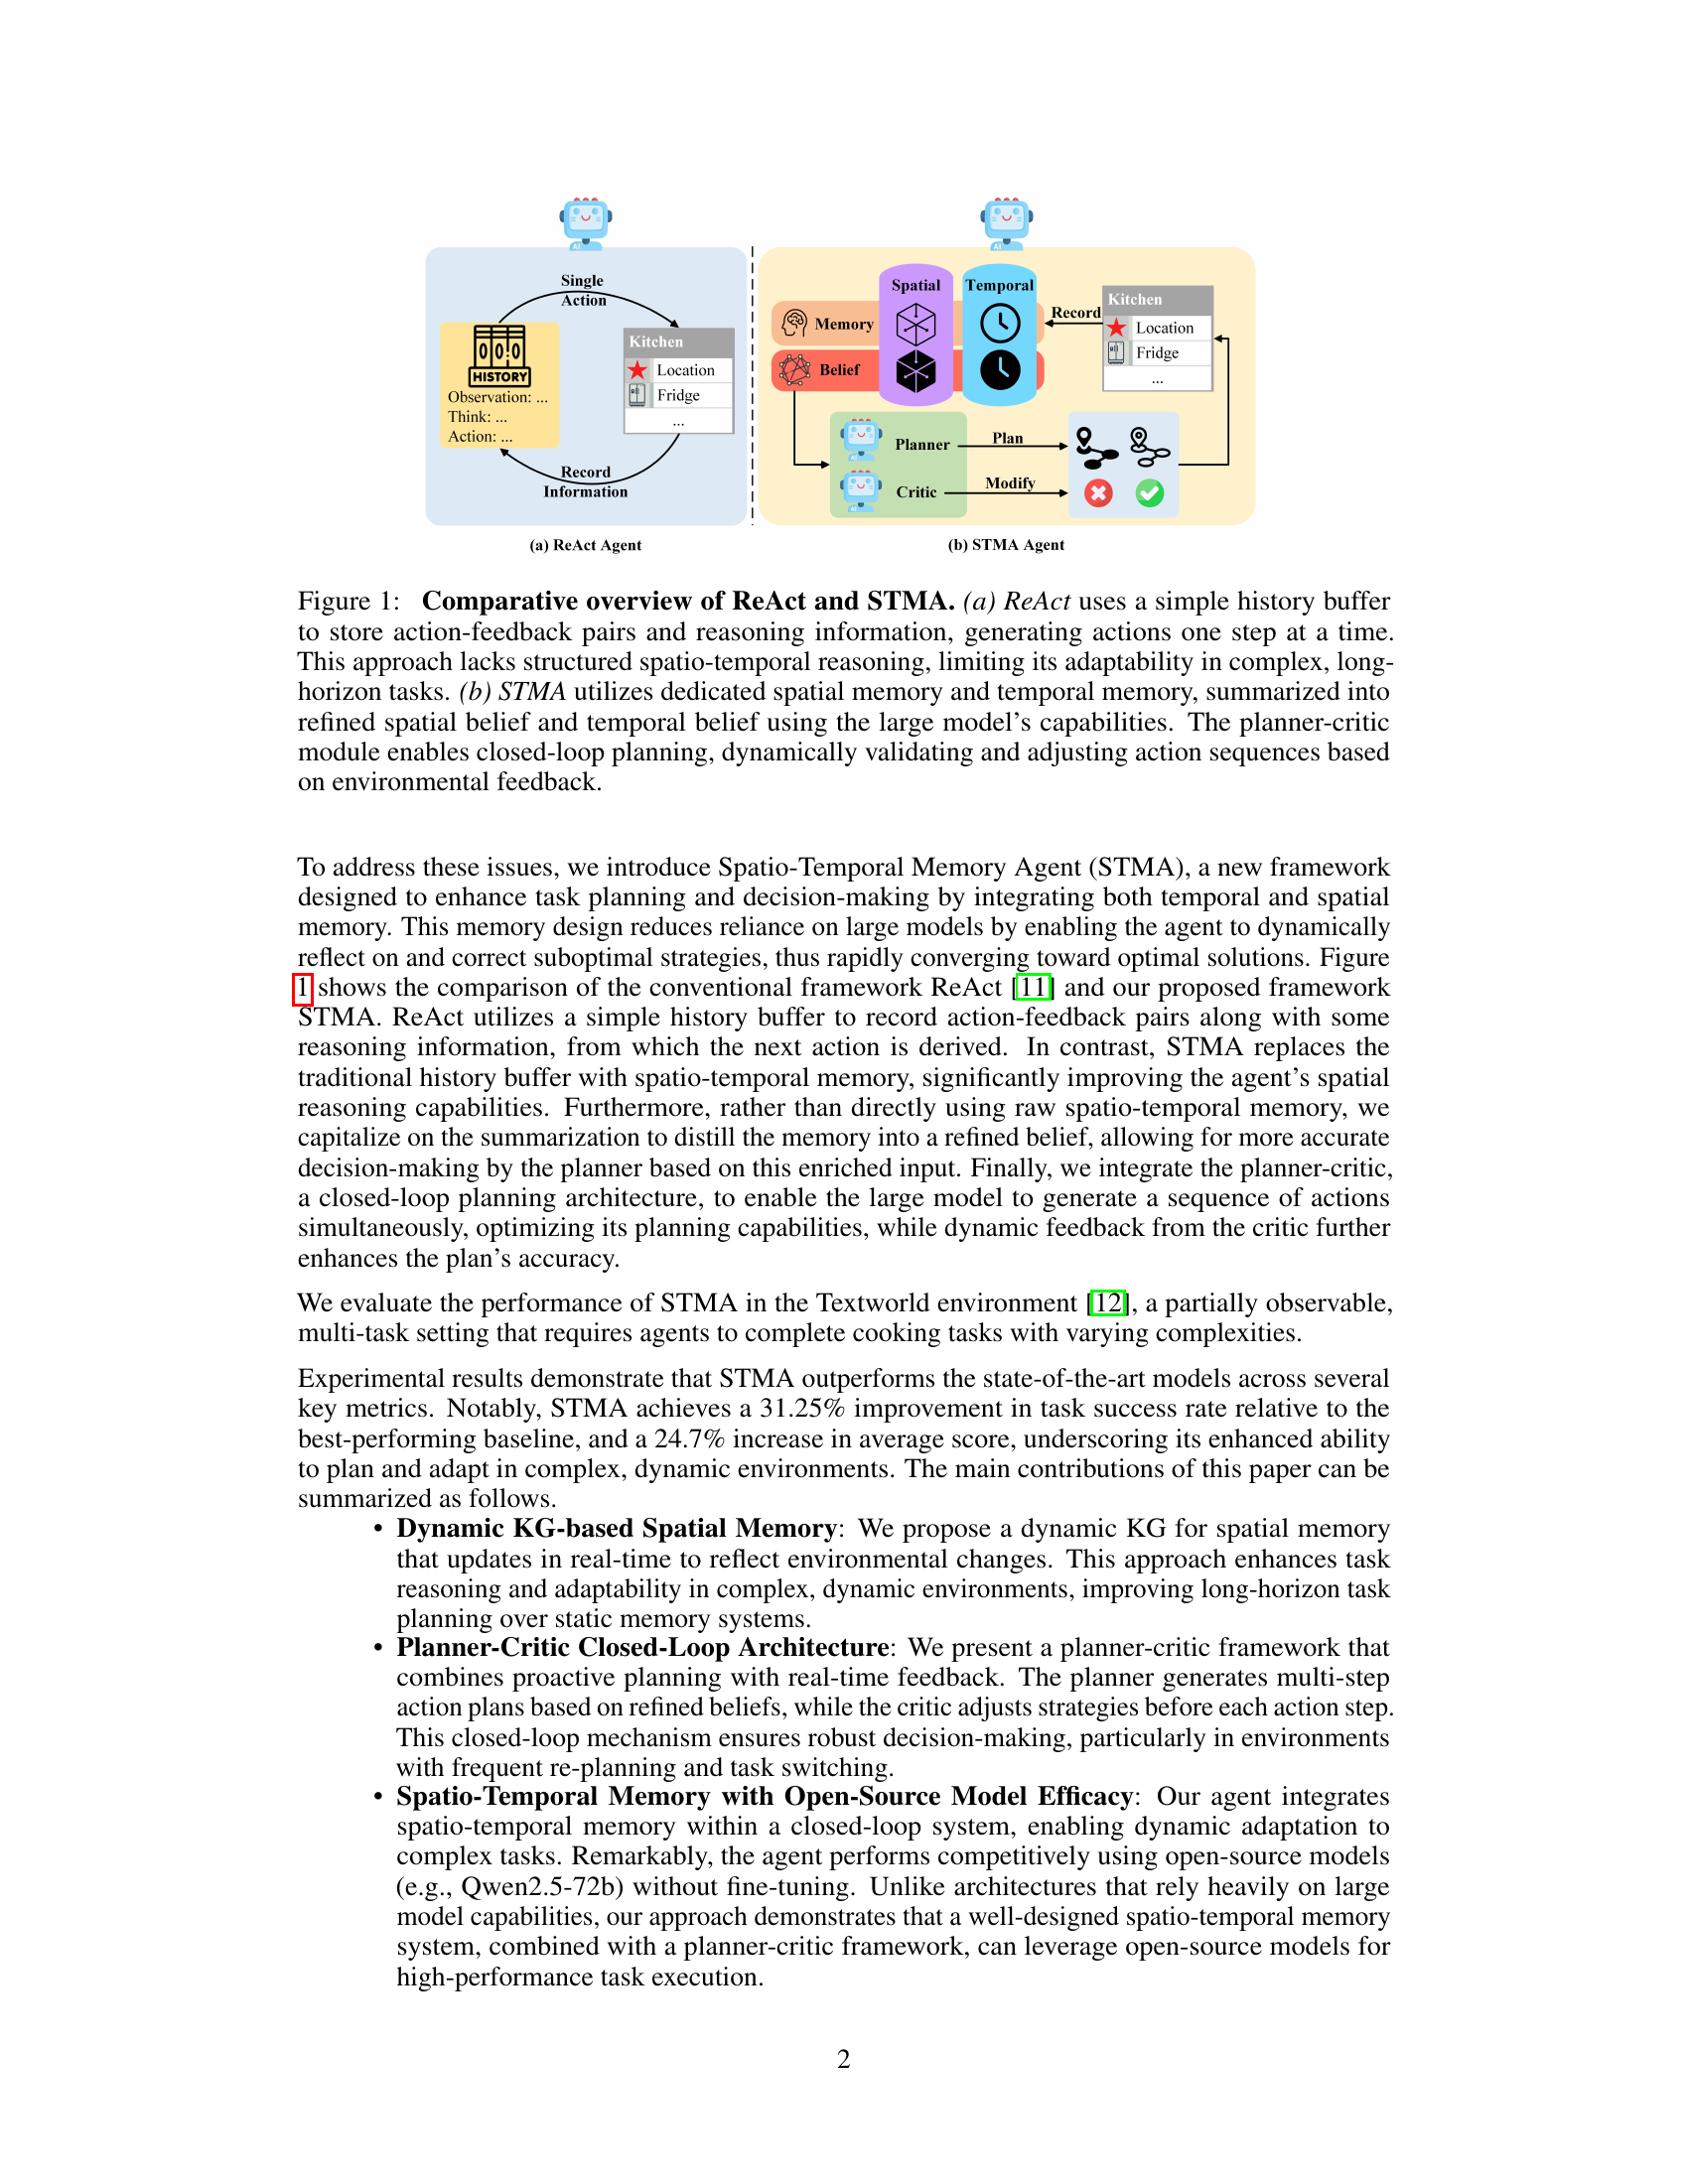 AI
AI
Single
Action
HISTORY
Observation: ...
Think: ...
Action: ...
Kitchen
Location
Fridge
...
Record
Information
(a) ReAct Agent
Spatial
Temporal
Memory
Belief
Record
Kitchen
Location
Fridge
...
AI
Planner
Plan
AI
Critic
Modify
(b) STMA Agent
Figure 1: Comparative overview of ReAct and STMA. (a) ReAct uses a simple history buffer
to store action-feedback pairs and reasoning information, generating actions one step at a time.
This approach lacks structured spatio-temporal reasoning, limiting its adaptability in complex, long-
horizon tasks. (b) STMA utilizes dedicated spatial memory and temporal memory, summarized into
refined spatial belief and temporal belief using the large model's capabilities. The planner-critic
module enables closed-loop planning, dynamically validating and adjusting action sequences based
on environmental feedback.
To address these issues, we introduce Spatio-Temporal Memory Agent (STMA), a new framework
designed to enhance task planning and decision-making by integrating both temporal and spatial
memory. This memory design reduces reliance on large models by enabling the agent to dynamically
reflect on and correct suboptimal strategies, thus rapidly converging toward optimal solutions. Figure
1 shows the comparison of the conventional framework ReAct [11] and our proposed framework
STMA. ReAct utilizes a simple history buffer to record action-feedback pairs along with some
reasoning information, from which the next action is derived. In contrast, STMA replaces the
traditional history buffer with spatio-temporal memory, significantly improving the agent's spatial
reasoning capabilities. Furthermore, rather than directly using raw spatio-temporal memory, we
capitalize on the summarization to distill the memory into a refined belief, allowing for more accurate
decision-making by the planner based on this enriched input. Finally, we integrate the planner-critic,
a closed-loop planning architecture, to enable the large model to generate a sequence of actions
simultaneously, optimizing its planning capabilities, while dynamic feedback from the critic further
enhances the plan's accuracy.
We evaluate the performance of STMA in the Textworld environment [12], a partially observable,
multi-task setting that requires agents to complete cooking tasks with varying complexities.
Experimental results demonstrate that STMA outperforms the state-of-the-art models across several
key metrics. Notably, STMA achieves a 31.25% improvement in task success rate relative to the
best-performing baseline, and a 24.7% increase in average score, underscoring its enhanced ability
to plan and adapt in complex, dynamic environments. The main contributions of this paper can be
summarized as follows.
• Dynamic KG-based Spatial Memory: We propose a dynamic KG for spatial memory
that updates in real-time to reflect environmental changes. This approach enhances task
reasoning and adaptability in complex, dynamic environments, improving long-horizon task
planning over static memory systems.
• Planner-Critic Closed-Loop Architecture: We present a planner-critic framework that
combines proactive planning with real-time feedback. The planner generates multi-step
action plans based on refined beliefs, while the critic adjusts strategies before each action step.
This closed-loop mechanism ensures robust decision-making, particularly in environments
with frequent re-planning and task switching.
• Spatio-Temporal Memory with Open-Source Model Efficacy: Our agent integrates
spatio-temporal memory within a closed-loop system, enabling dynamic adaptation to
complex tasks. Remarkably, the agent performs competitively using open-source models
(e.g., Qwen2.5-72b) without fine-tuning. Unlike architectures that rely heavily on large
model capabilities, our approach demonstrates that a well-designed spatio-temporal memory
system, combined with a planner-critic framework, can leverage open-source models for
high-performance task execution.
2